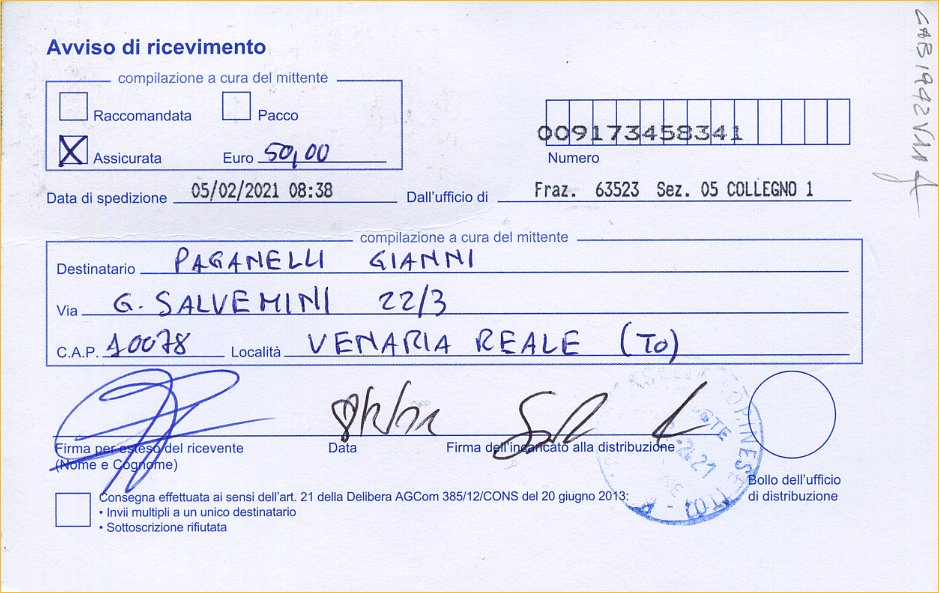 Avviso di ricevimento
compilazione a cura del mittente
Raccomandata Pacco
009173458341
X Assicurata Euro 50,00
Numero
Data di spedizione 05/02/2021 08:38 Dall'ufficio di Fraz. 63523 Sez. 05 COLLEGNO 1
compilazione a cura del mittente
Destinatario PAGANELLI GIANNI
Via G. SALVEMINI 22/3
C.A.P. 10078 Località VENARIA REALE (TO)
Firma per esteso del ricevente
(Nome e Cognome)
Data
Firma dell'incaricato alla distribuzione
Bollo dell'ufficio
di distribuzione
Consegna effettuata ai sensi dell'art. 21 della Delibera AGCom 385/12/CONS del 20 giugno 2013:
• Invii multipli a un unico destinatario
• Sottoscrizione rifiutata